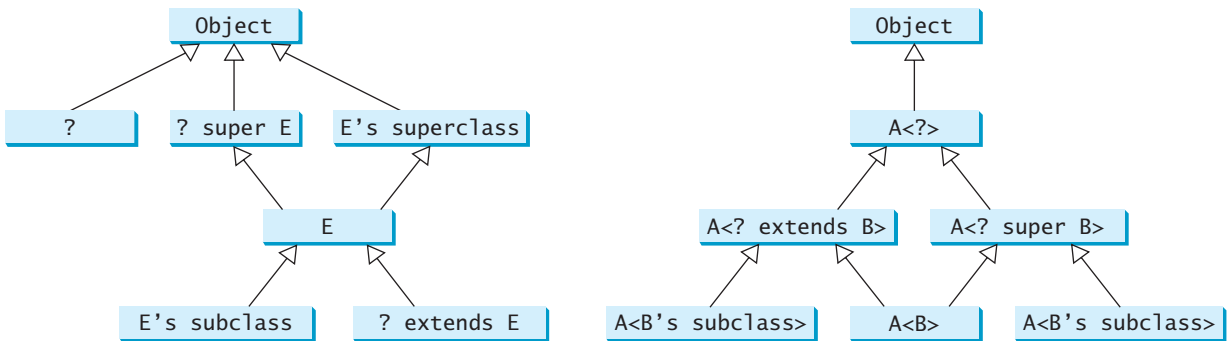 Object
?
? super E
E’s superclass
E
E’s subclass
? extends E
Object
A<?>
A<? extends B>
A<? super B>
A<B’s subclass>
A<B>
A<B’s subclass>